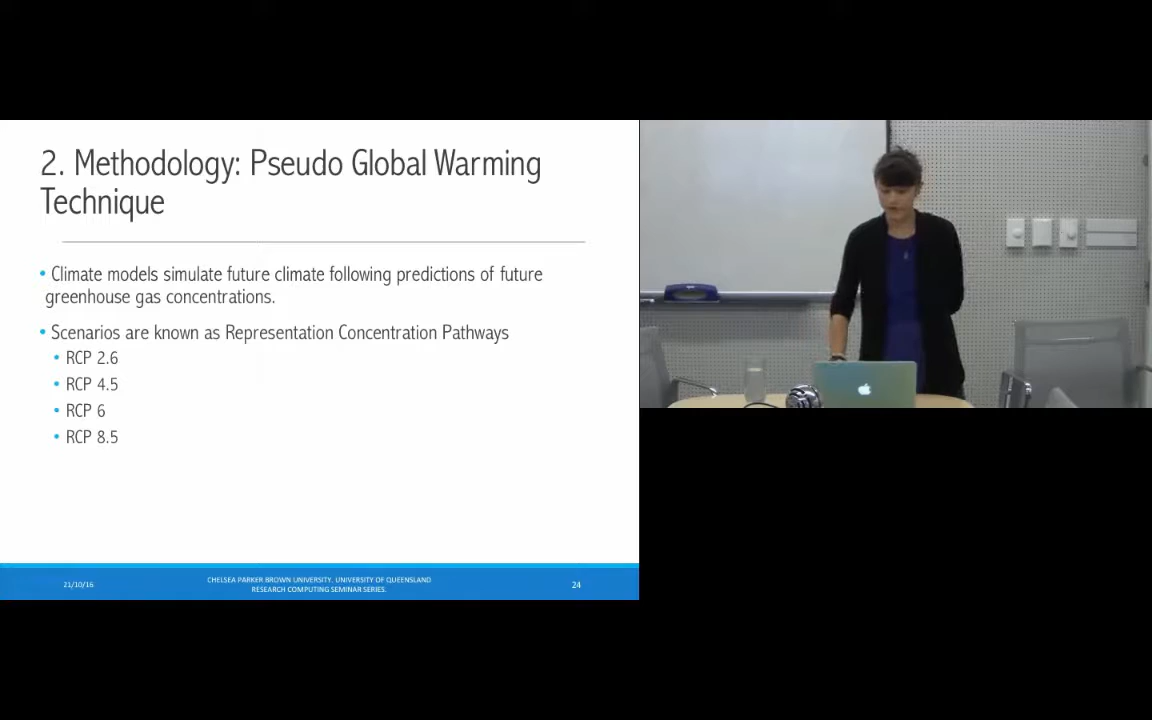 2. Methodology: Pseudo Global Warming
Technique
• Climate models simulate future climate following predictions of future
greenhouse gas concentrations.
• Scenarios are known as Representation Concentration Pathways
• RCP 2.6
• RCP 4.5
• RCP 6
• RCP 8.5
21/10/16
CHELSEA PARKER BROWN UNIVERSITY. UNIVERSITY OF QUEENSLAND
RESEARCH COMPUTING SEMINAR SERIES.
24